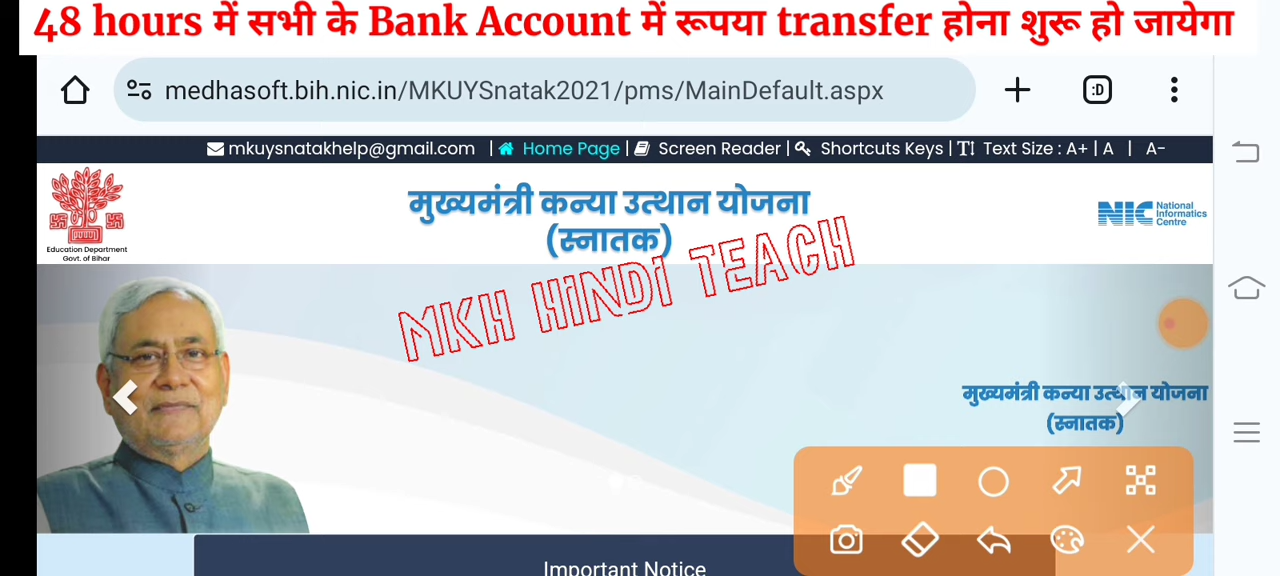 48 hours में सभी के Bank Account में रूपया transfer होना शुरू हो जायेगा
medhasoft.bih.nic.in/MKUYSnatak2021/pms/MainDefault.aspx
:D
mkuysnatakhelp@gmail.com | Home Page | Screen Reader | Shortcuts Keys | Text Size : A+ | A | A-
मुख्यमंत्री कन्या उत्थान योजना
(स्नातक)
Education Department
Govt. of Bihar
NIC National Informatics Centre
MKH HINDI TEACH
मुख्यमंत्री कन्या उत्थान योजना
(स्नातक)
Important Notice